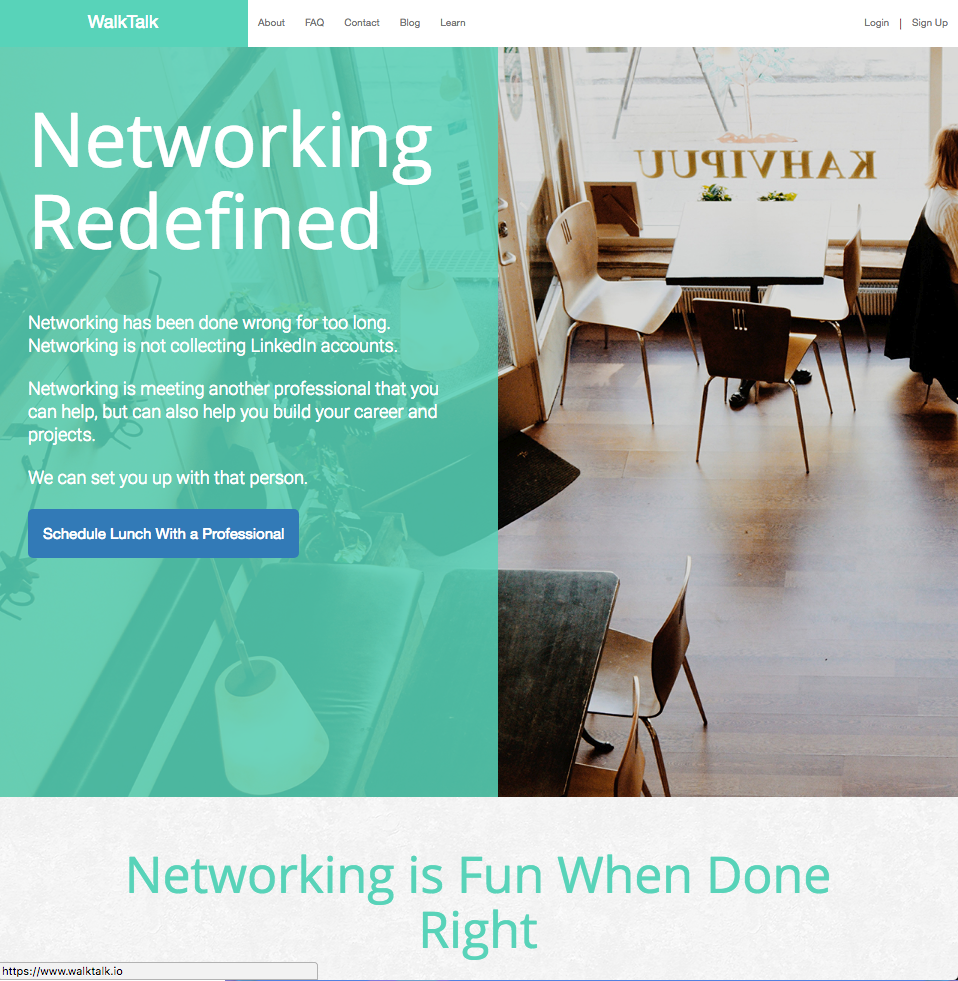 WalkTalk
About FAQ Contact Blog Learn
Login | Sign Up
Networking
Redefined
Networking has been done wrong for too long.
Networking is not collecting LinkedIn accounts.
Networking is meeting another professional that you
can help, but can also help you build your career and
projects.
We can set you up with that person.
Schedule Lunch With a Professional
KAHVIPUU
Networking is Fun When Done
Right
https://www.walktalk.io